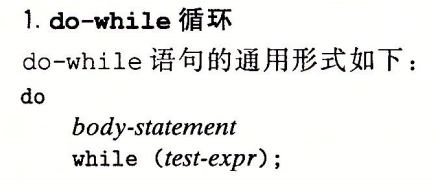 1. do-while 循环
do-while 语句的通用形式如下：
do
body-statement
while (test-expr);